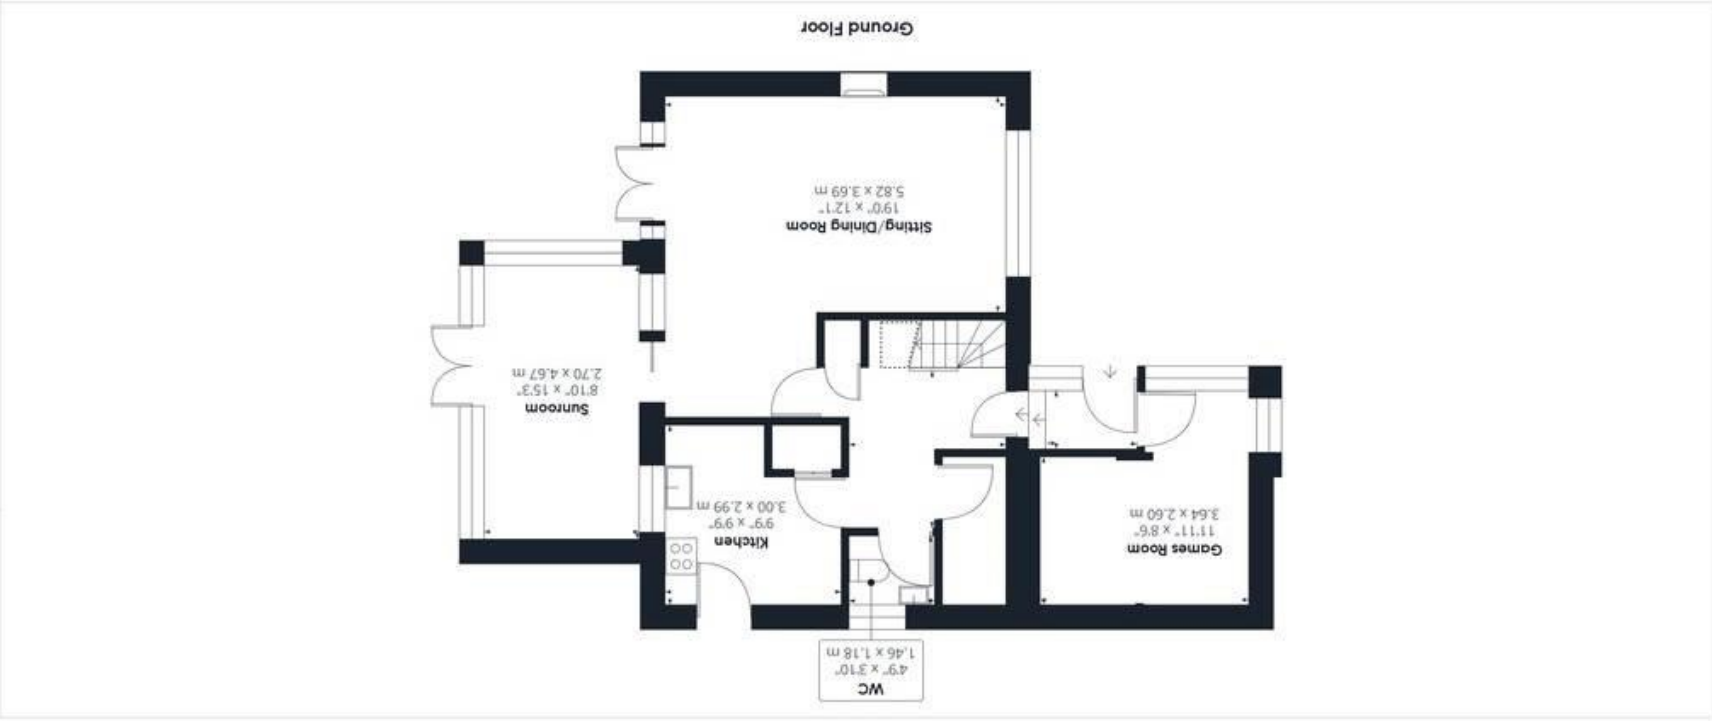 WC
4'9" x 3'10"
1.46 x 1.18 m
Games Room
11'11" x 8'6"
3.64 x 2.60 m
Kitchen
9'9" x 9'9"
3.00 x 2.99 m
Sunroom
8'10" x 15'3"
2.70 x 4.67 m
Sitting/Dining Room
19'0" x 12'1"
5.82 x 3.69 m
Ground Floor